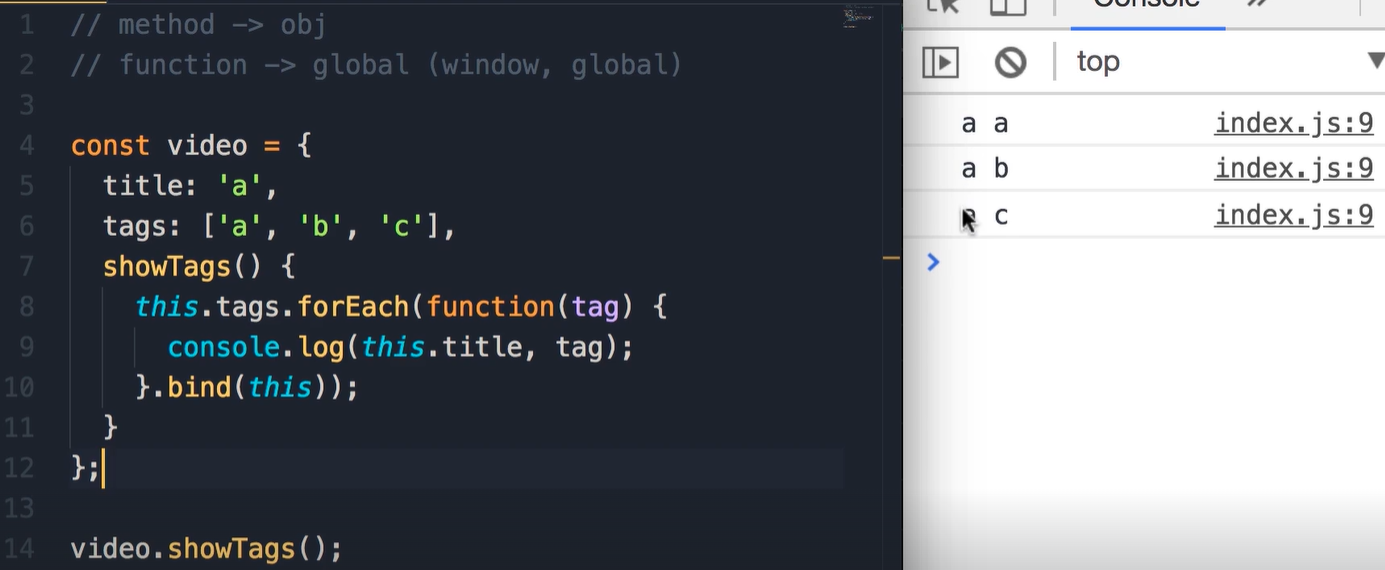 1 // method -> obj
2 // function -> global (window, global)
3
4 const video = {
5 title: 'a',
6 tags: ['a', 'b', 'c'],
7 showTags() {
8 this.tags.forEach(function(tag) {
9 console.log(this.title, tag);
10 }.bind(this));
11 }
12 };
13
14 video.showTags();
Console »
top
a a index.js:9
a b index.js:9
a c index.js:9
>